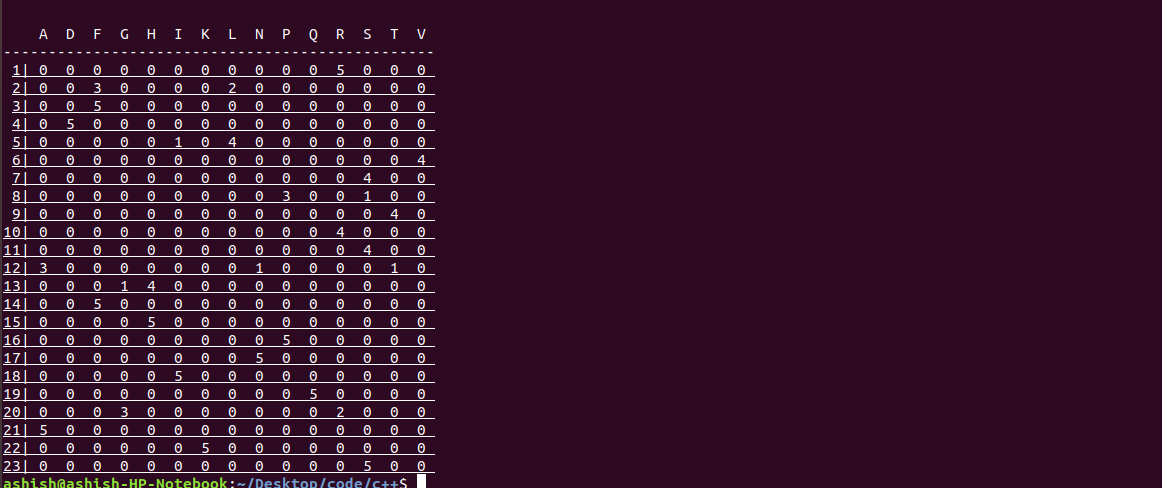 A D F G H I K L N P Q R S T V
------------------------------------------------
1| 0 0 0 0 0 0 0 0 0 0 0 5 0 0 0
2| 0 0 3 0 0 0 0 2 0 0 0 0 0 0 0
3| 0 0 5 0 0 0 0 0 0 0 0 0 0 0 0
4| 0 5 0 0 0 0 0 0 0 0 0 0 0 0 0
5| 0 0 0 0 0 1 0 4 0 0 0 0 0 0 0
6| 0 0 0 0 0 0 0 0 0 0 0 0 0 0 4
7| 0 0 0 0 0 0 0 0 0 0 0 0 4 0 0
8| 0 0 0 0 0 0 0 0 0 3 0 0 1 0 0
9| 0 0 0 0 0 0 0 0 0 0 0 0 0 4 0
10| 0 0 0 0 0 0 0 0 0 0 0 4 0 0 0
11| 0 0 0 0 0 0 0 0 0 0 0 0 4 0 0
12| 3 0 0 0 0 0 0 0 1 0 0 0 0 1 0
13| 0 0 0 1 4 0 0 0 0 0 0 0 0 0 0
14| 0 0 5 0 0 0 0 0 0 0 0 0 0 0 0
15| 0 0 0 0 5 0 0 0 0 0 0 0 0 0 0
16| 0 0 0 0 0 0 0 0 0 5 0 0 0 0 0
17| 0 0 0 0 0 0 0 0 5 0 0 0 0 0 0
18| 0 0 0 0 0 5 0 0 0 0 0 0 0 0 0
19| 0 0 0 0 0 0 0 0 0 0 5 0 0 0 0
20| 0 0 0 3 0 0 0 0 0 0 0 2 0 0 0
21| 5 0 0 0 0 0 0 0 0 0 0 0 0 0 0
22| 0 0 0 0 0 0 5 0 0 0 0 0 0 0 0
23| 0 0 0 0 0 0 0 0 0 0 0 0 5 0 0
ashish@ashish-HP-Notebook:~/Desktop/code/c++$